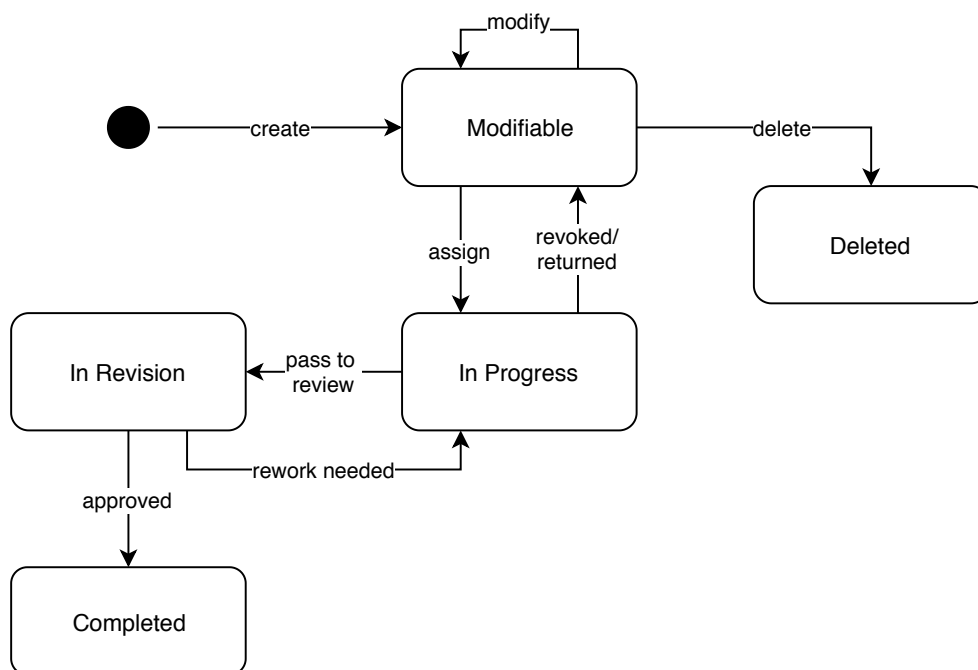 modify
create
Modifiable
delete
Deleted
assign
revoked/
returned
In Revision
pass to
review
In Progress
rework needed
approved
Completed